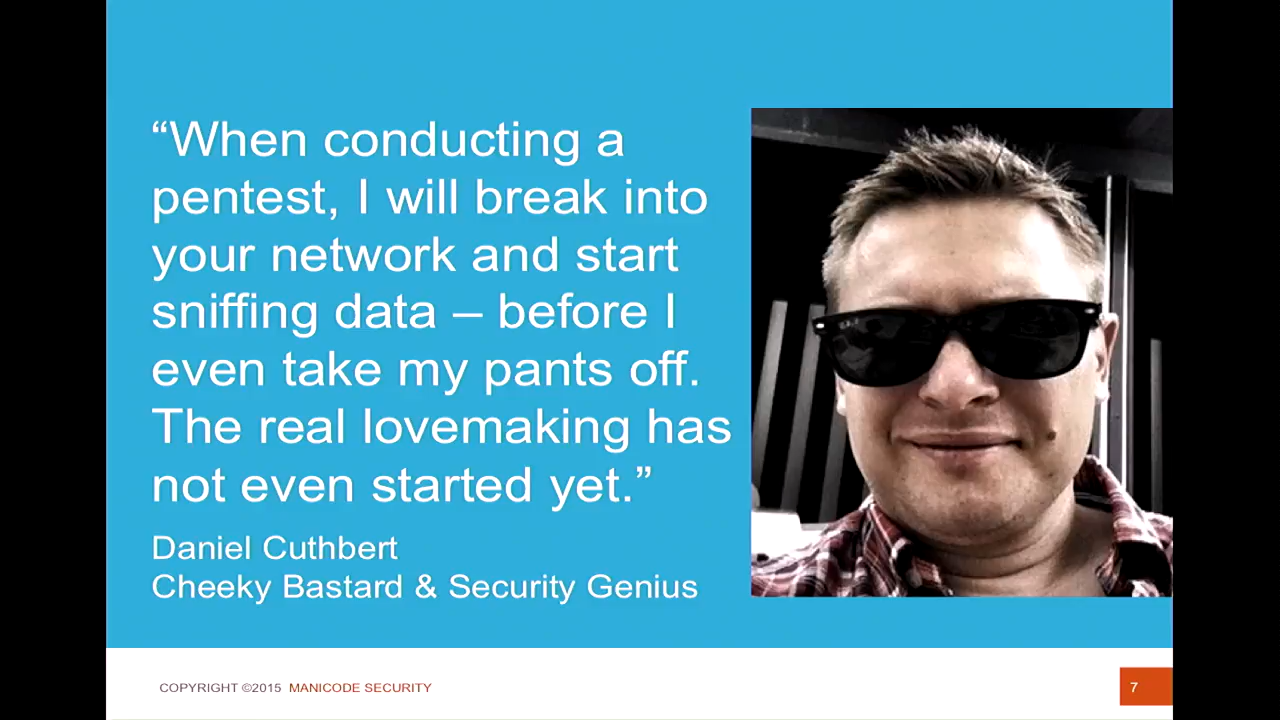 “When conducting a
pentest, I will break into
your network and start
sniffing data – before I
even take my pants off.
The real lovemaking has
not even started yet.”
Daniel Cuthbert
Cheeky Bastard & Security Genius
COPYRIGHT ©2015 MANICODE SECURITY
7